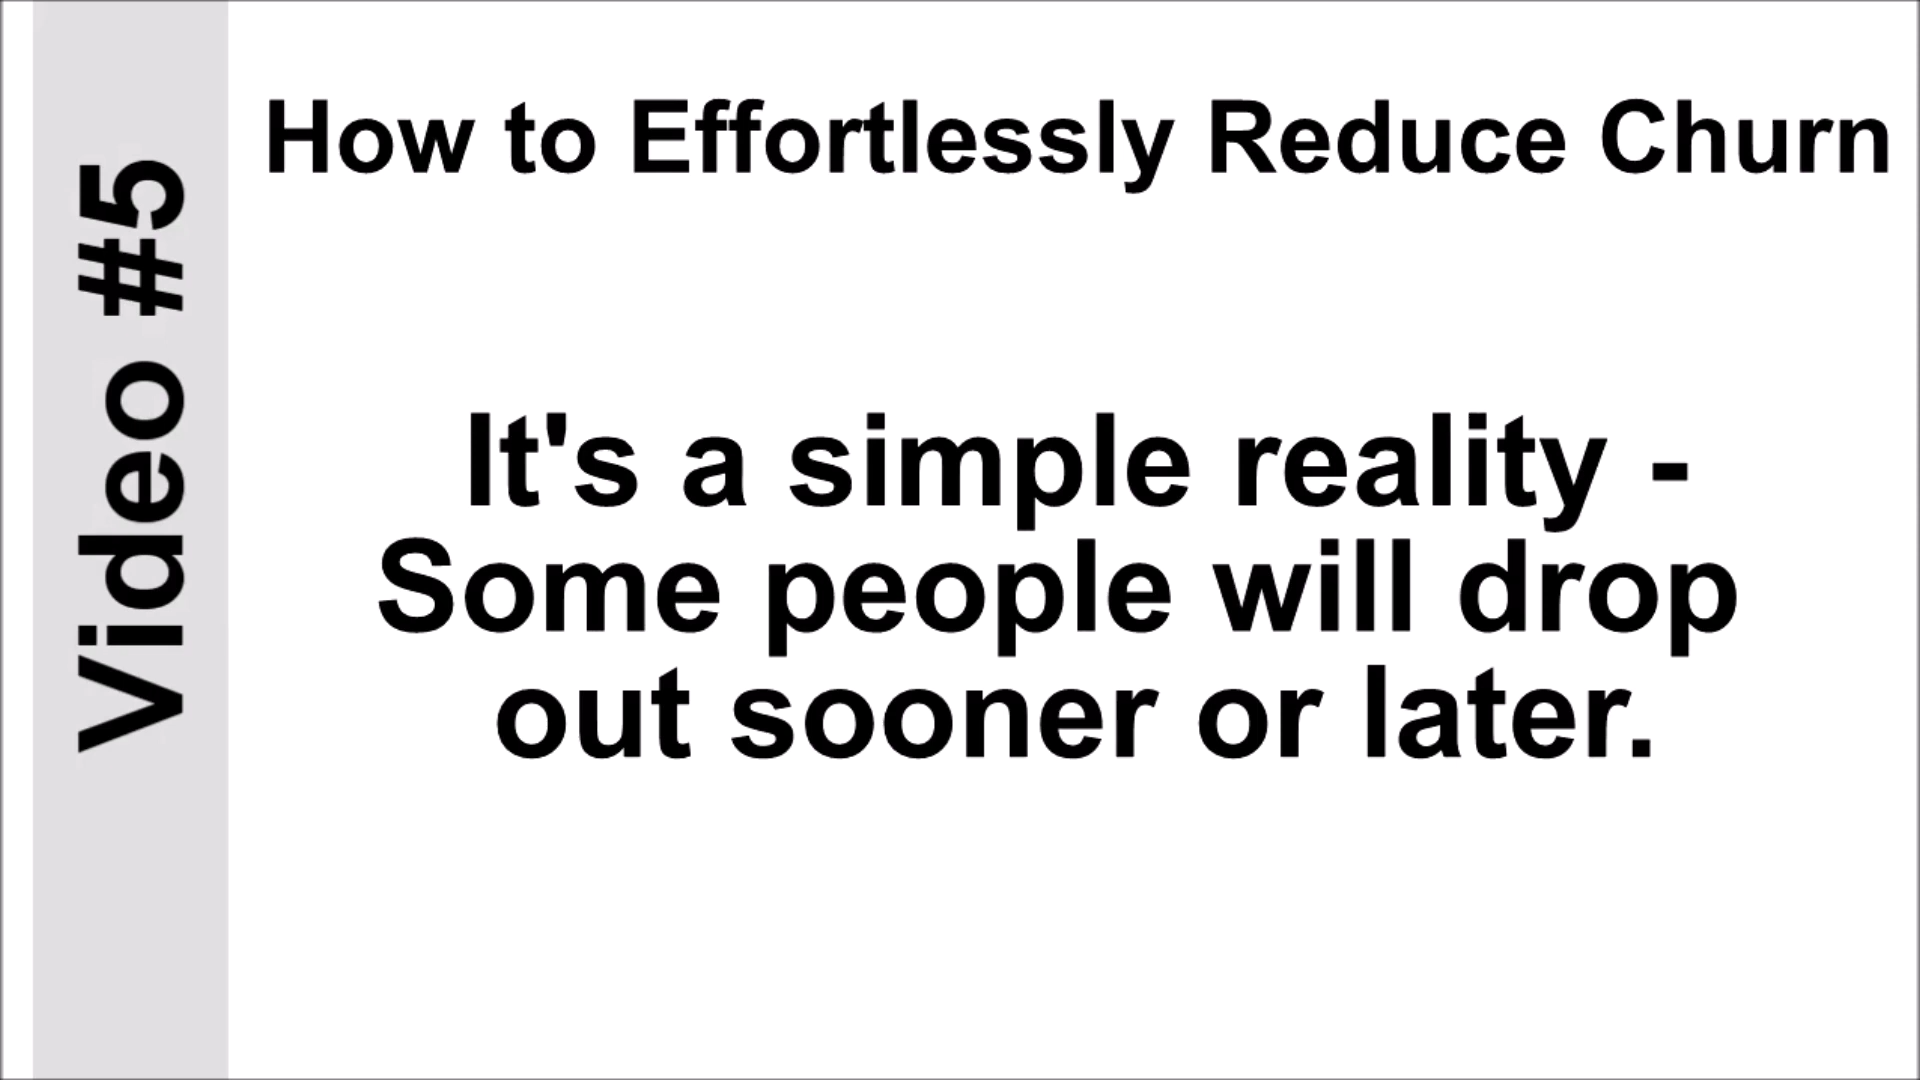 Video #5
How to Effortlessly Reduce Churn
It's a simple reality -
Some people will drop
out sooner or later.